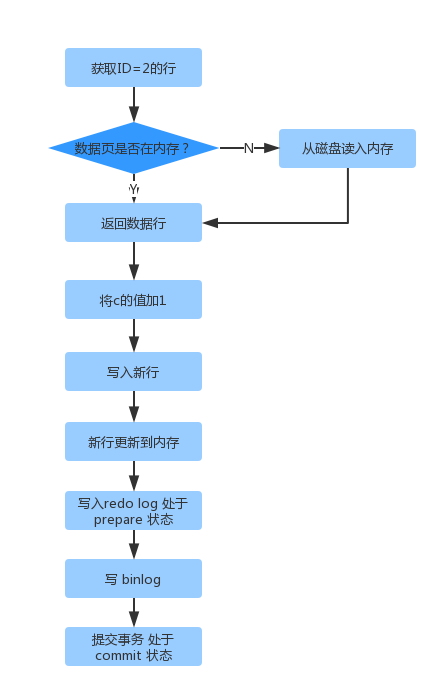 获取ID=2的行
数据页是否在内存？
N
从磁盘读入内存
Y
返回数据行
将c的值加1
写入新行
新行更新到内存
写入redo log 处于
prepare 状态
写 binlog
提交事务 处于
commit 状态